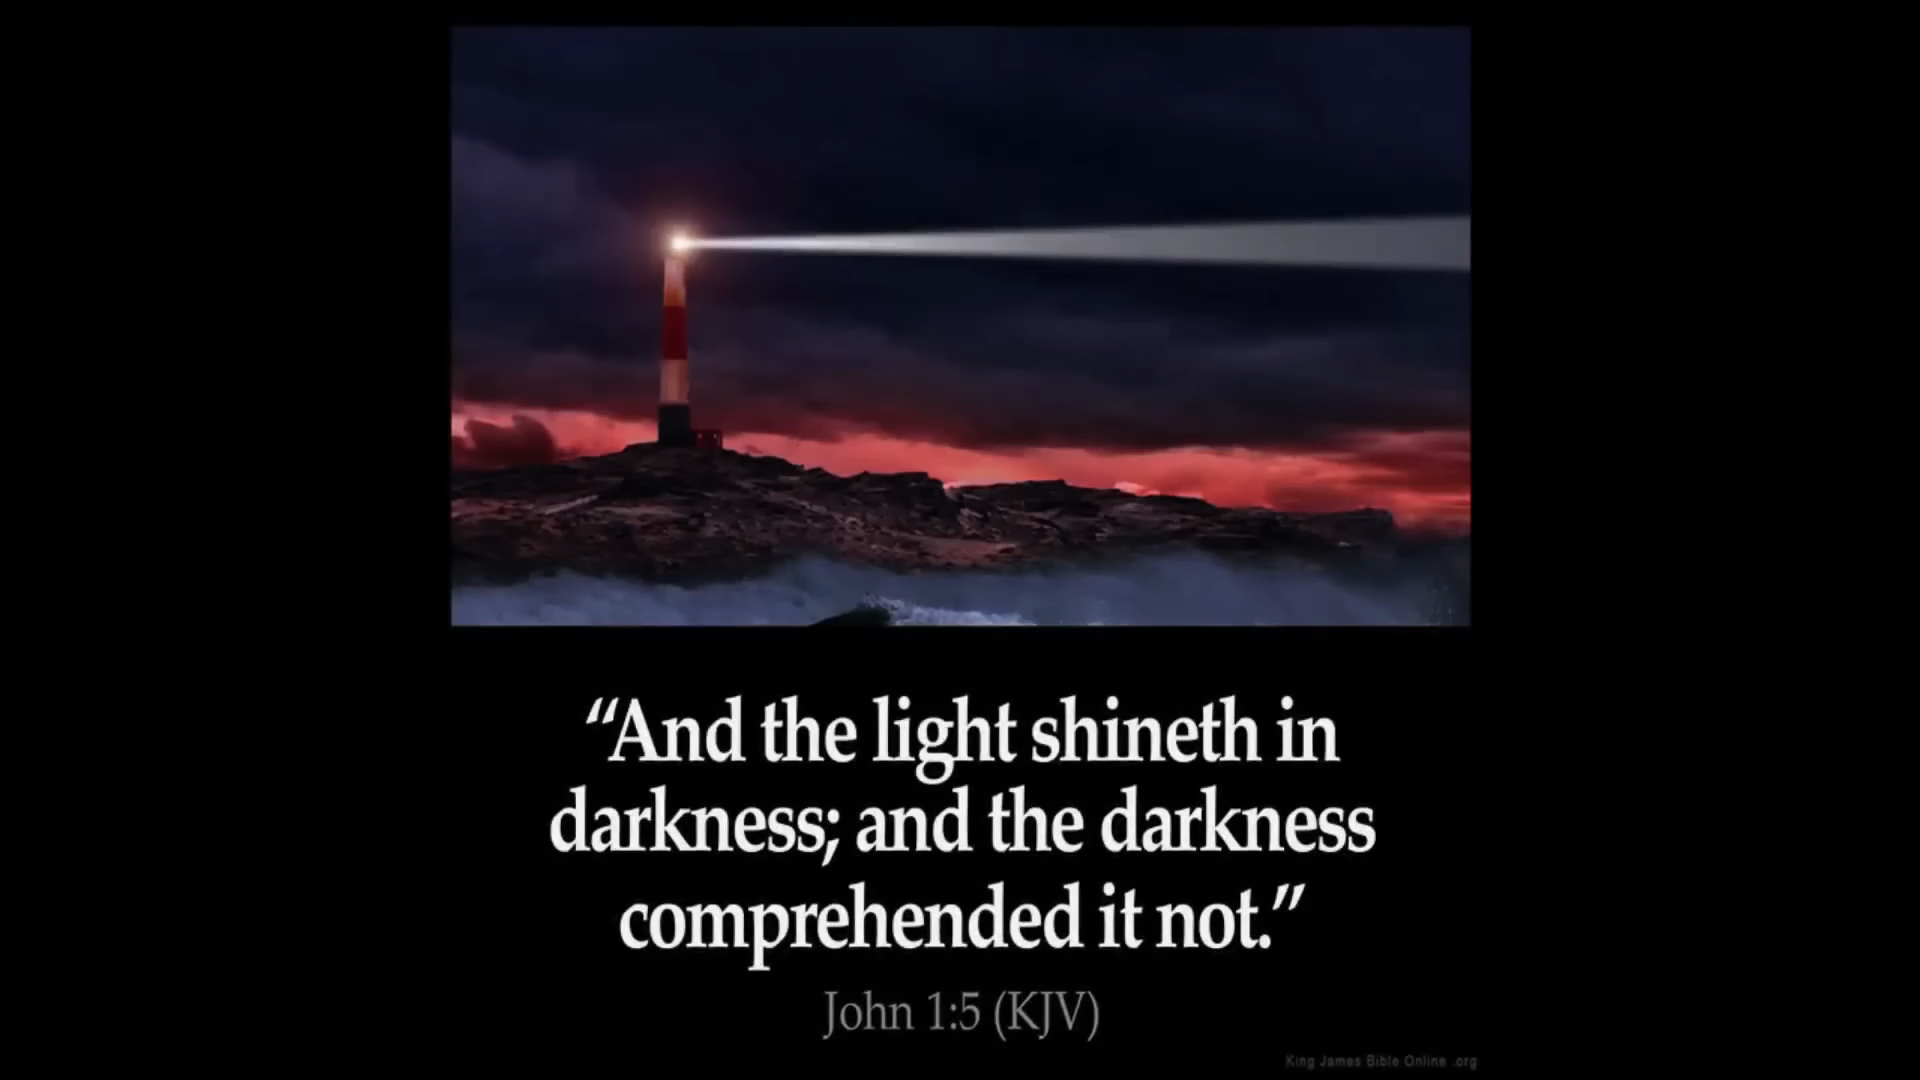 “And the light shineth in
darkness; and the darkness
comprehended it not.”
John 1:5 (KJV)
King James Bible Online .org